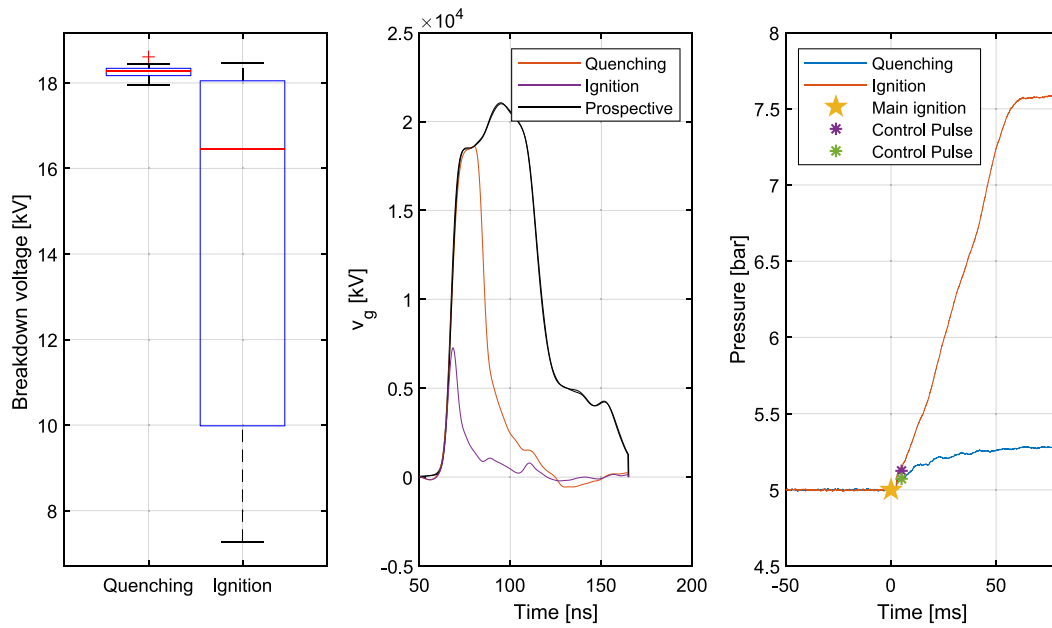 Breakdown voltage [kV]
18
16
14
12
10
8
Quenching
Ignition
×10⁴
v_g [kV]
2.5
2
1.5
1
0.5
0
-0.5
50
100
150
200
Time [ns]
Quenching
Ignition
Prospective
Pressure [bar]
8
7.5
7
6.5
6
5.5
5
4.5
-50
0
50
Time [ms]
Quenching
Ignition
Main ignition
Control Pulse
Control Pulse